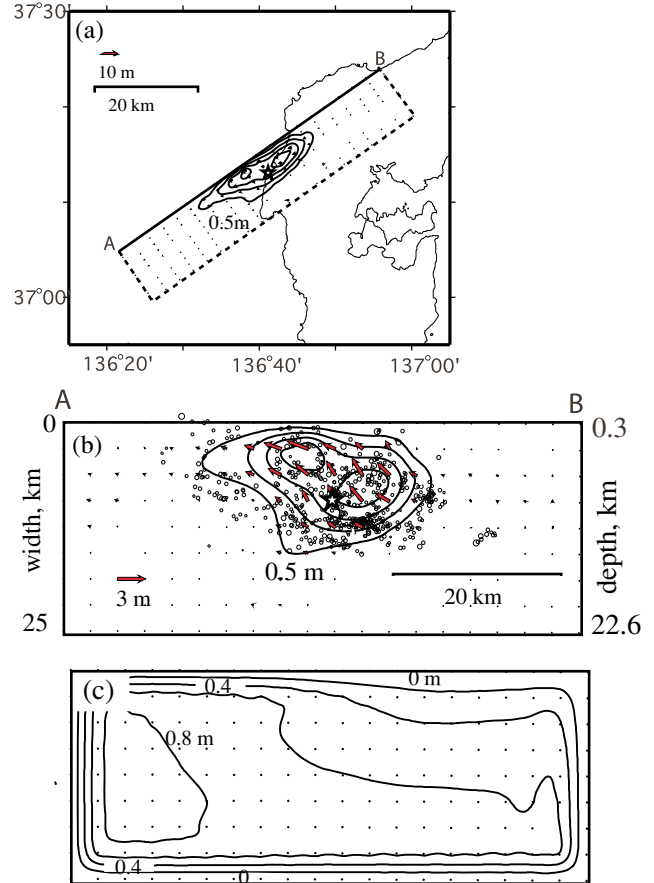 37°30'
(a)
10 m
20 km
B
0.5m
A
37°00'
136°20' 136°40' 137°00'
A B
0 (b) 0.3
width, km
depth, km
0.5 m
3 m
20 km
25 22.6
(c)
0.4
0 m
0.8 m
0.4
0